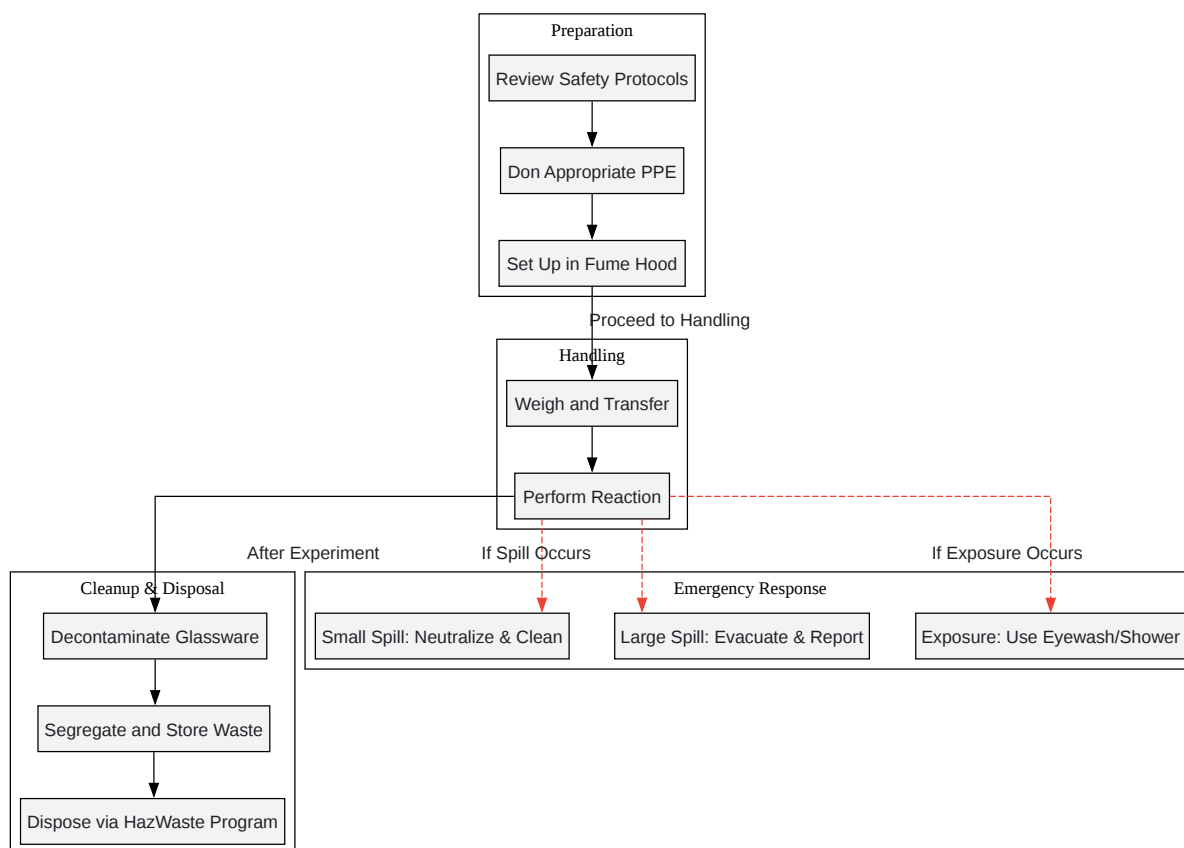 Preparation
Review Safety Protocols
Don Appropriate PPE
Set Up in Fume Hood
Proceed to Handling
Handling
Weigh and Transfer
Perform Reaction
After Experiment
If Spill Occurs
If Exposure Occurs
Cleanup & Disposal
Decontaminate Glassware
Segregate and Store Waste
Dispose via HazWaste Program
Emergency Response
Small Spill: Neutralize & Clean
Large Spill: Evacuate & Report
Exposure: Use Eyewash/Shower